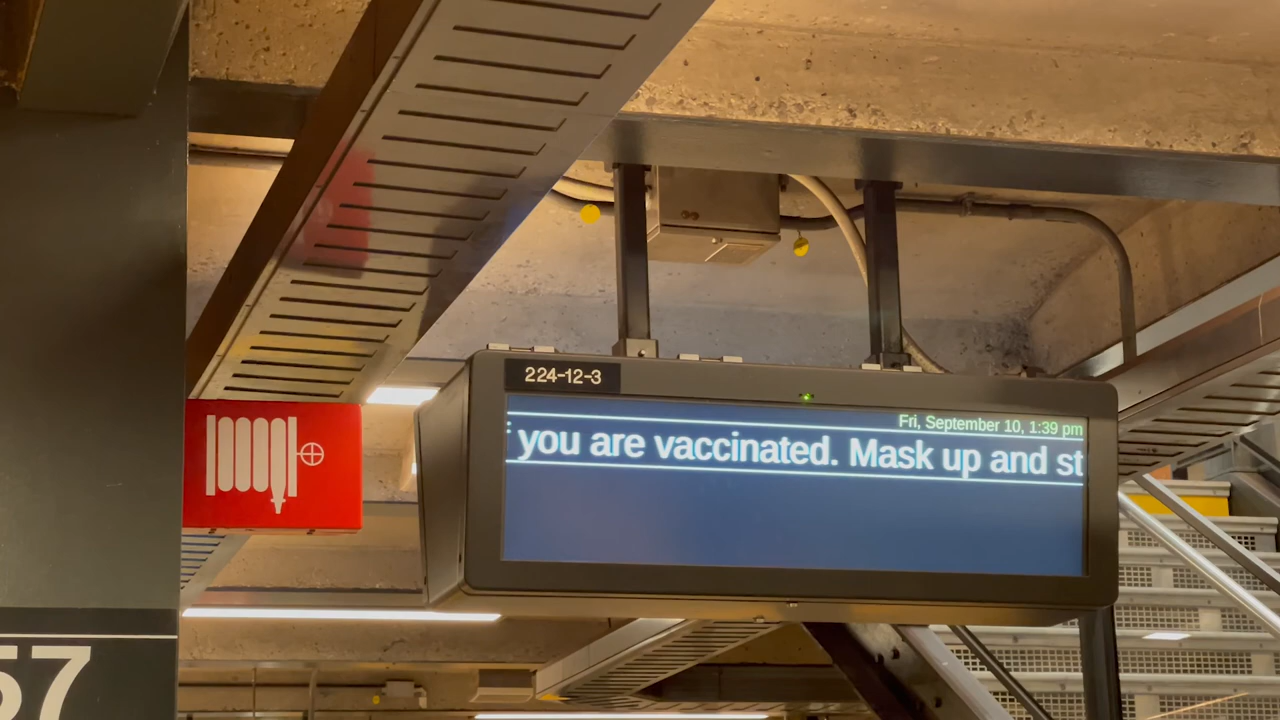 224-12-3
Fri, September 10, 1:39 pm
you are vaccinated. Mask up and st
57